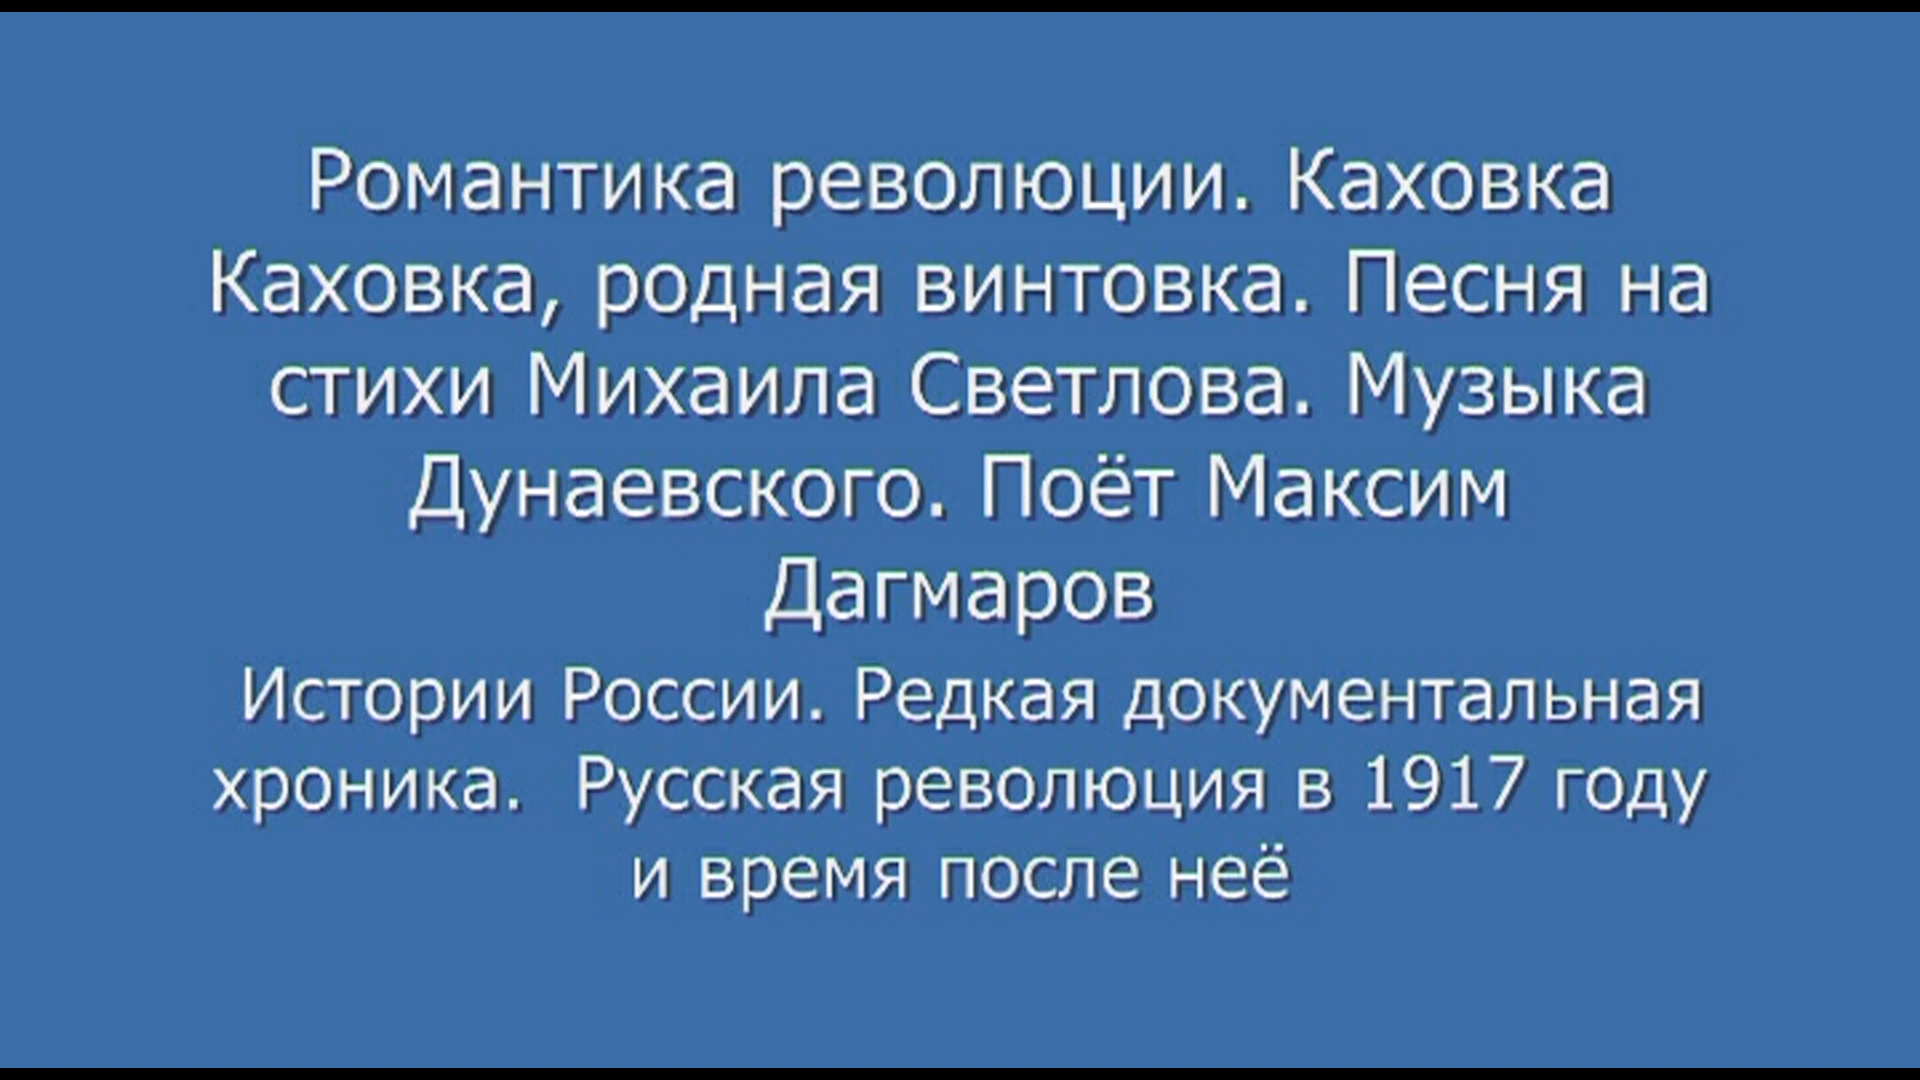 Романтика революции. Каховка
Каховка, родная винтовка. Песня на
стихи Михаила Светлова. Музыка
Дунаевского. Поёт Максим
Дагмаров
Истории России. Редкая документальная
хроника.  Русская революция в 1917 году
и время после неё